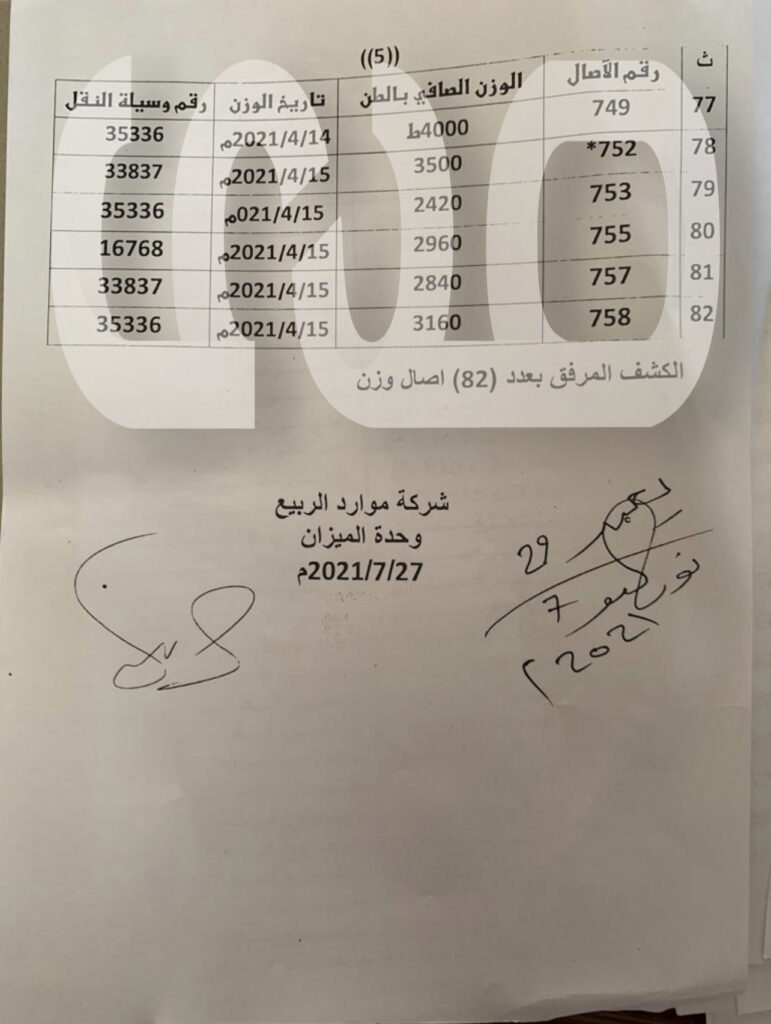 ((5))
ث رقم الآصال الوزن الصافي بالطن تاريخ الوزن رقم وسيلة النقل
77 749 4000ط 2021/4/14م 35336
78 752* 3500 2021/4/15م 33837
79 753 2420 021/4/15م 35336
80 755 2960 2021/4/15م 16768
81 757 2840 2021/4/15م 33837
82 758 3160 2021/4/15م 35336
الكشف المرفق بعدد (82) اصال وزن
شركة موارد الربيع
وحدة الميزان
2021/7/27م
29
7
2021